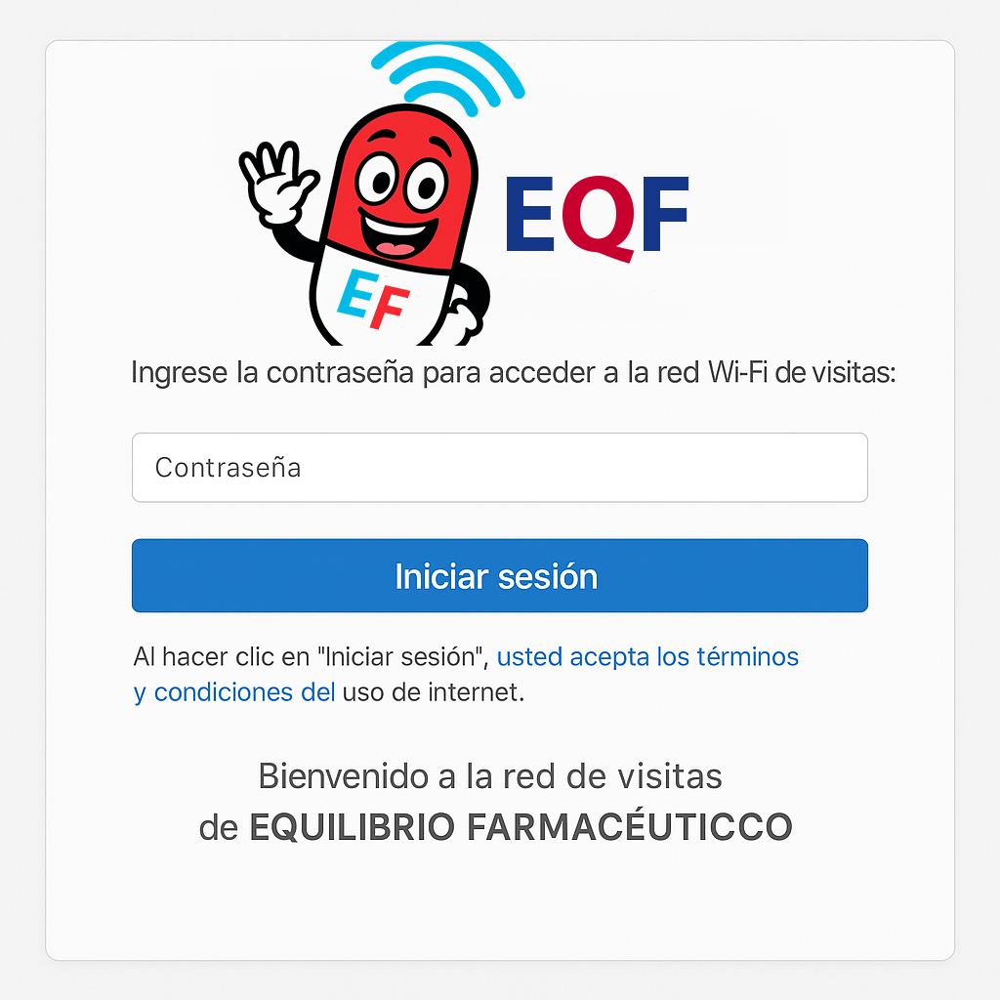 EQF
EF
Ingrese la contraseña para acceder a la red Wi-Fi de visitas:
Contraseña
Iniciar sesión
Al hacer clic en "Iniciar sesión", usted acepta los términos
y condiciones del uso de internet.
Bienvenido a la red de visitas
de EQUILIBRIO FARMACÉUTICCO